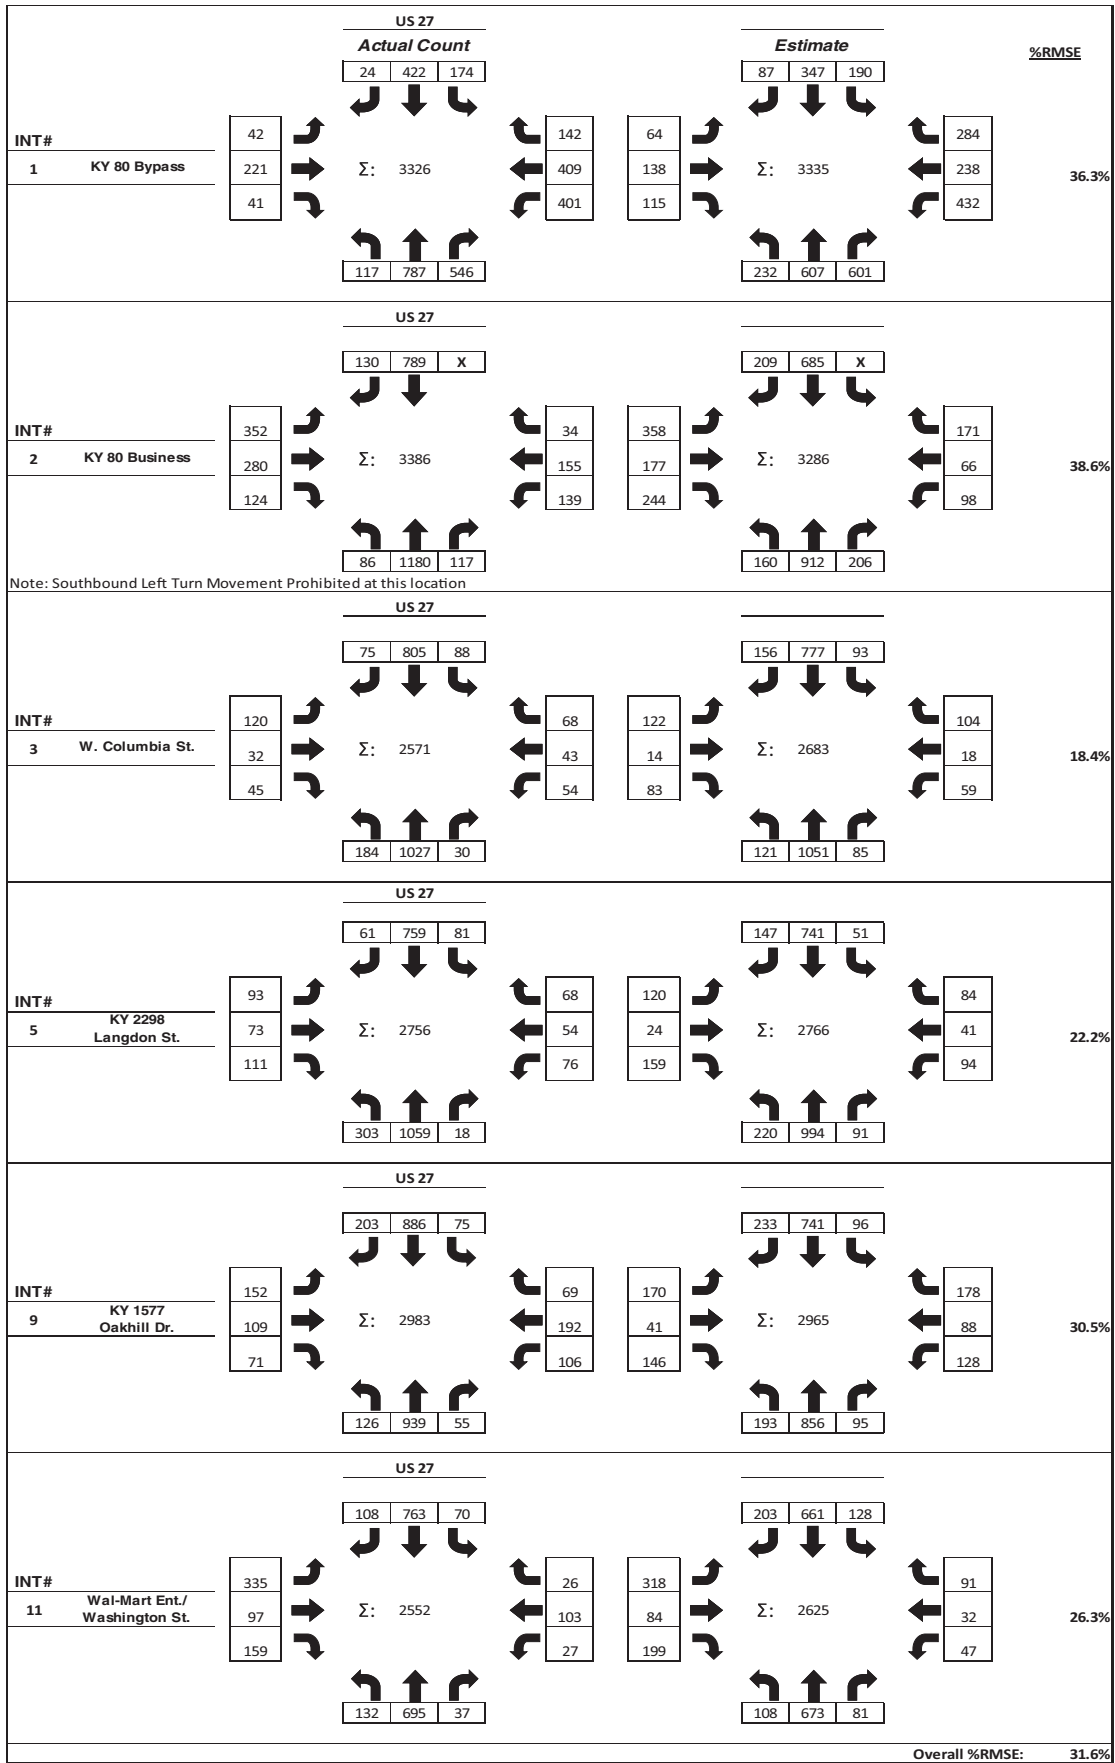 US 27
Actual Count Estimate %RMSE
24 422 174 87 347 190
42 142 64 284
INT#
1 KY 80 Bypass 221 Σ: 3326 409 138 Σ: 3335 238 36.3%
41 401 115 432
117 787 546 232 607 601
US 27
130 789 X 209 685 X
352 34 358 171
INT#
2 KY 80 Business 280 Σ: 3386 155 177 Σ: 3286 66 38.6%
124 139 244 98
86 1180 117 160 912 206
Note: Southbound Left Turn Movement Prohibited at this location
US 27
75 805 88 156 777 93
120 68 122 104
INT#
3 W. Columbia St. 32 Σ: 2571 43 14 Σ: 2683 18 18.4%
45 54 83 59
184 1027 30 121 1051 85
US 27
61 759 81 147 741 51
93 68 120 84
INT#
KY 2298
5 Langdon St. 73 Σ: 2756 54 24 Σ: 2766 41 22.2%
111 76 159 94
303 1059 18 220 994 91
US 27
203 886 75 233 741 96
152 69 170 178
INT#
KY 1577
9 Oakhill Dr. 109 Σ: 2983 192 41 Σ: 2965 88 30.5%
71 106 146 128
126 939 55 193 856 95
US 27
108 763 70 203 661 128
335 26 318 91
INT#
Wal-Mart Ent./
11 Washington St. 97 Σ: 2552 103 84 Σ: 2625 32 26.3%
159 27 199 47
132 695 37 108 673 81
Overall %RMSE: 31.6%